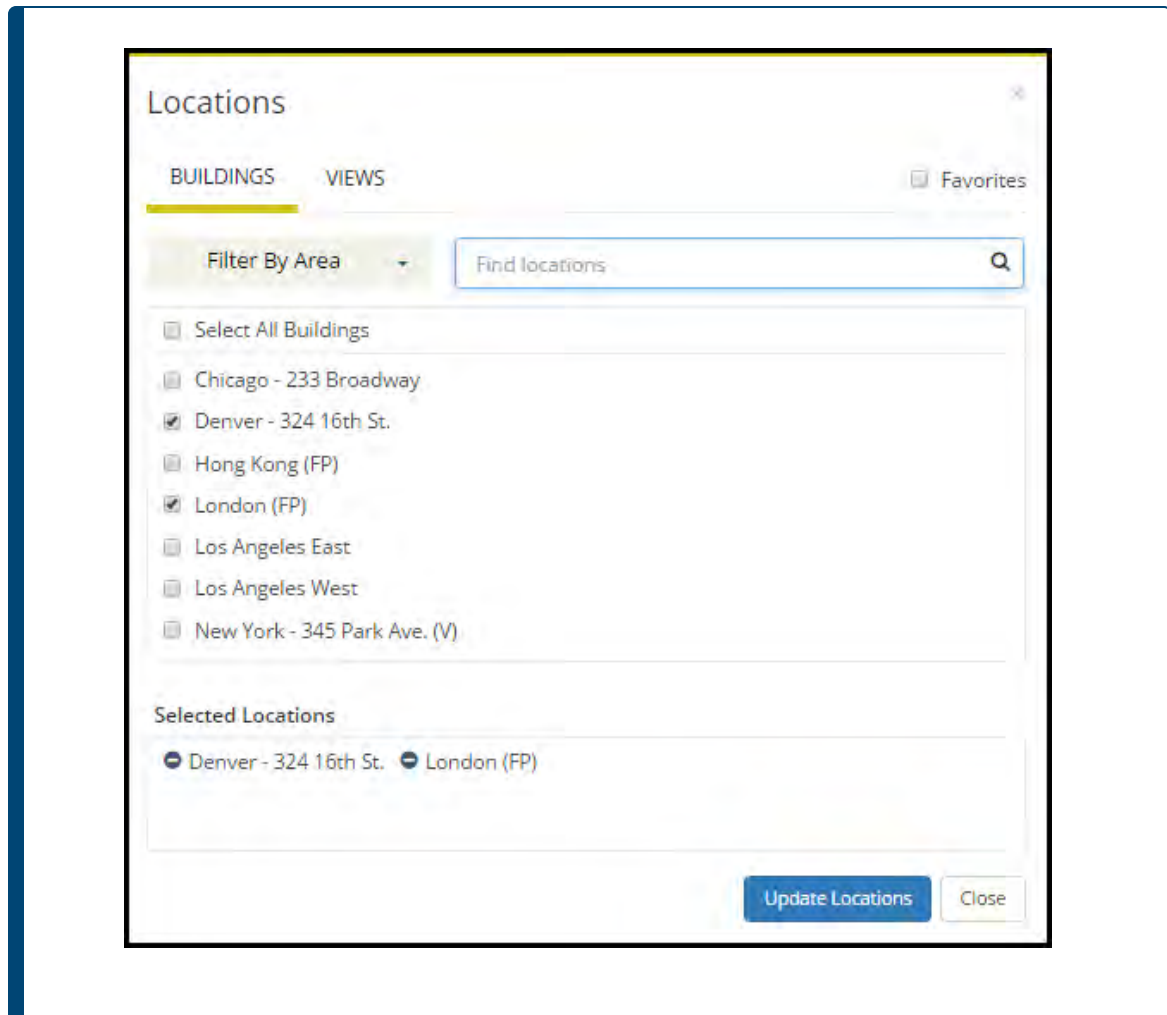 Locations
BUILDINGS VIEWS Favorites
Filter By Area Find locations
Select All Buildings
Chicago - 233 Broadway
Denver - 324 16th St.
Hong Kong (FP)
London (FP)
Los Angeles East
Los Angeles West
New York - 345 Park Ave. (V)
Selected Locations
Denver - 324 16th St. London (FP)
Update Locations Close